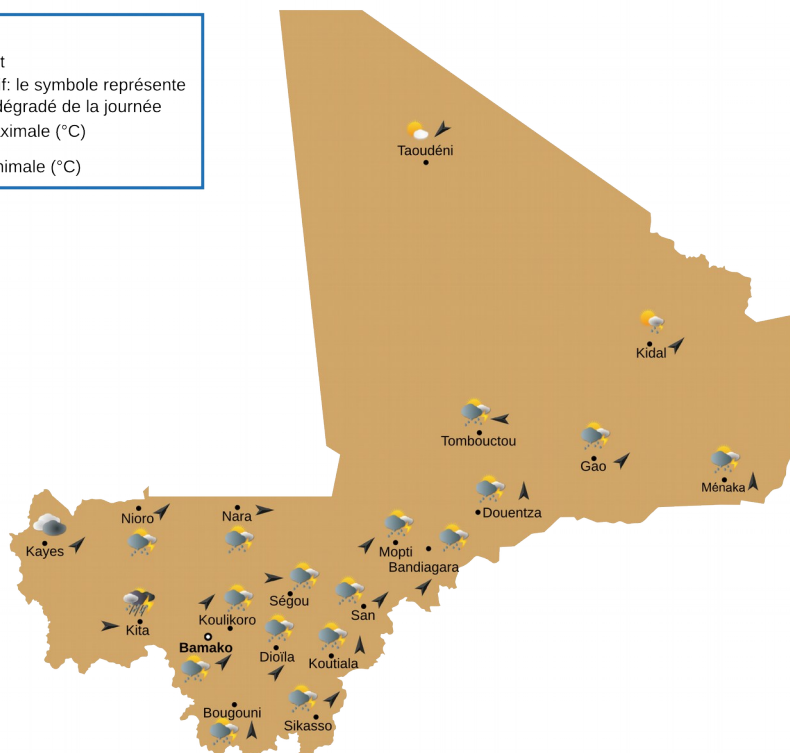 if: le symbole représente
dégradé de la journée
ximale (°C)
nimale (°C)
Taoudéni
Kidal
Tombouctou
Gao
Ménaka
Douentza
Nioro
Nara
Kayes
Mopti
Bandiagara
Ségou
San
Kita
Koulikoro
Bamako
Dioïla
Koutiala
Bougouni
Sikasso